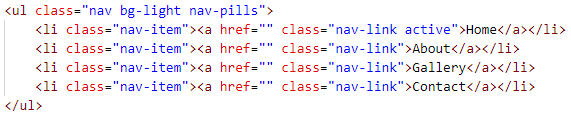 <ul class="nav bg-light nav-pills">
    <li class="nav-item"><a href="" class="nav-link active">Home</a></li>
    <li class="nav-item"><a href="" class="nav-link">About</a></li>
    <li class="nav-item"><a href="" class="nav-link">Gallery</a></li>
    <li class="nav-item"><a href="" class="nav-link">Contact</a></li>
</ul>